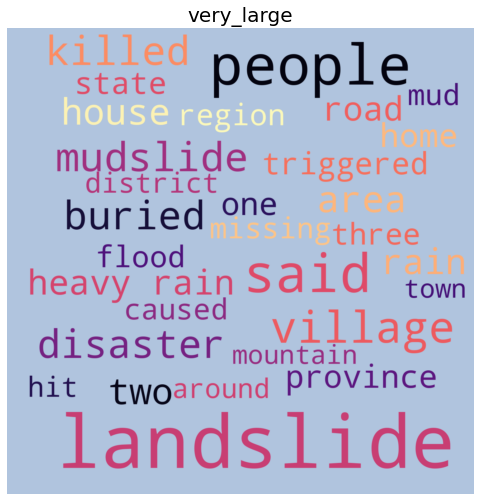 very_large
killed people
state mud
house region road
home
mudslide triggered
district
buried one area
missing three
flood rain
heavy rain said town
caused
disaster village
mountain
hit two around province
landslide